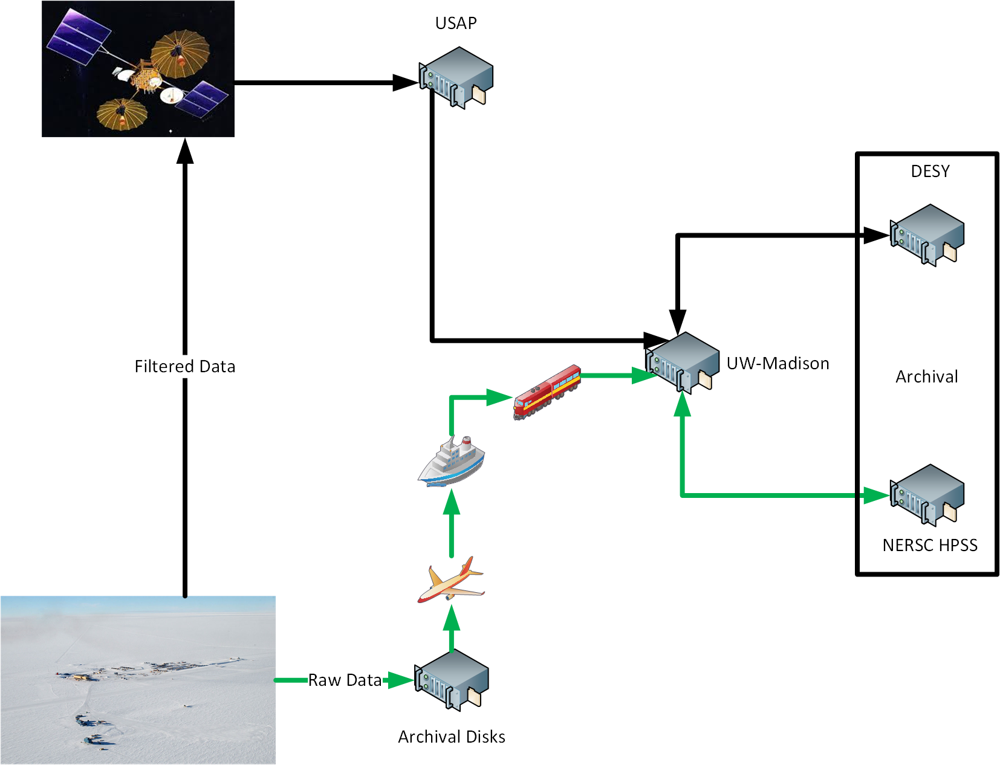 USAP
DESY
Filtered Data
UW-Madison
Archival
NERSC HPSS
Raw Data
Archival Disks